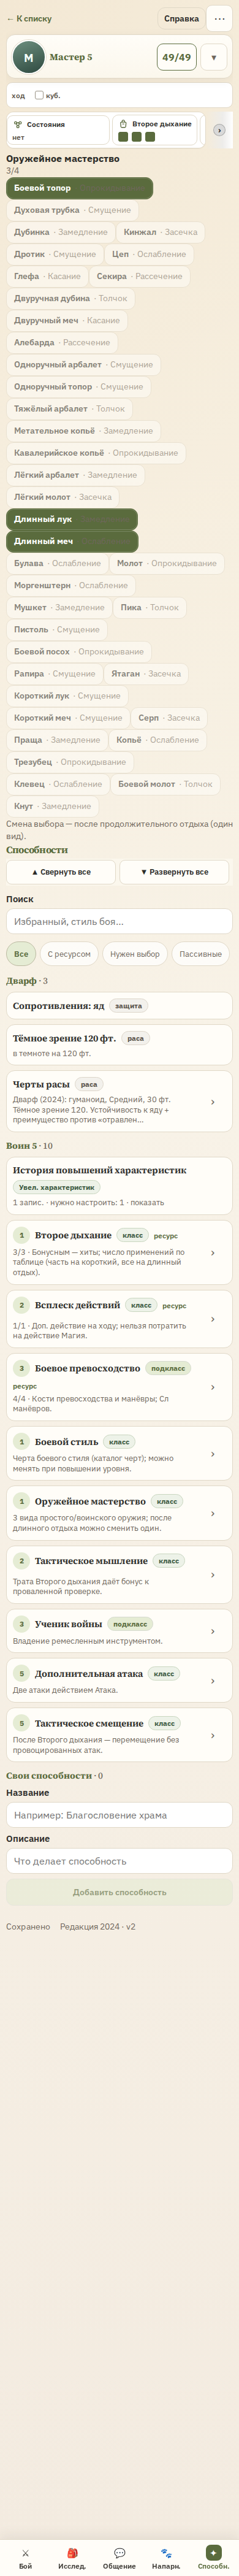 ← К списку
Справка
⋯
М
Мастер 5
49/49
▾
ход
куб.
Состояния
нет
Второе дыхание
›
Оружейное мастерство
3/4
Боевой топор
Духовая трубка · Смущение
Дубинка · Замедление
Кинжал · Засечка
Дротик · Смущение
Цеп · Ослабление
Глефа · Касание
Секира · Рассечение
Двуручная дубина · Толчок
Двуручный меч · Касание
Алебарда · Рассечение
Одноручный арбалет · Смущение
Одноручный топор · Смущение
Тяжёлый арбалет · Толчок
Метательное копьё · Замедление
Кавалерийское копьё · Опрокидывание
Лёгкий арбалет · Замедление
Лёгкий молот · Засечка
Длинный лук
Длинный меч
Булава · Ослабление
Молот · Опрокидывание
Моргенштерн · Ослабление
Мушкет · Замедление
Пика · Толчок
Пистоль · Смущение
Боевой посох · Опрокидывание
Рапира · Смущение
Ятаган · Засечка
Короткий лук · Смущение
Короткий меч · Смущение
Серп · Засечка
Праща · Замедление
Копьё · Ослабление
Трезубец · Опрокидывание
Клевец · Ослабление
Боевой молот · Толчок
Кнут · Замедление
Смена выбора — после продолжительного отдыха (один
вид).
Способности
▲ Свернуть все
▼ Развернуть все
Поиск
Избранный, стиль боя…
Все
С ресурсом
Нужен выбор
Пассивные
Дварф · 3
Сопротивления: яд
защита
Тёмное зрение 120 фт.
раса
в темноте на 120 фт.
Черты расы
раса
Дварф (2024): гуманоид, Средний, 30 фт.
Тёмное зрение 120. Устойчивость к яду +
преимущество против «отравлен…
›
Воин 5 · 10
История повышений характеристик
Увел. характеристик
1 запис. · нужно настроить: 1 · показать
1
Второе дыхание
класс
ресурс
3/3 · Бонусным — хиты; число применений по
таблице (часть на короткий, все на длинный
отдых).
›
2
Всплеск действий
класс
ресурс
1/1 · Доп. действие на ходу; нельзя потратить
на действие Магия.
›
3
Боевое превосходство
подкласс
ресурс
4/4 · Кости превосходства и манёвры; Сл
манёвров.
›
1
Боевой стиль
класс
Черта боевого стиля (каталог черт); можно
менять при повышении уровня.
›
1
Оружейное мастерство
класс
3 вида простого/воинского оружия; после
длинного отдыха можно сменить один.
›
2
Тактическое мышление
класс
Трата Второго дыхания даёт бонус к
проваленной проверке.
›
3
Ученик войны
подкласс
Владение ремесленным инструментом.
›
5
Дополнительная атака
класс
Две атаки действием Атака.
›
5
Тактическое смещение
класс
После Второго дыхания — перемещение без
провоцированных атак.
›
Свои способности · 0
Название
Например: Благословение храма
Описание
Что делает способность
Добавить способность
Сохранено
Редакция 2024 · v2
Бой
Исслед.
Общение
Напарн.
Способн.